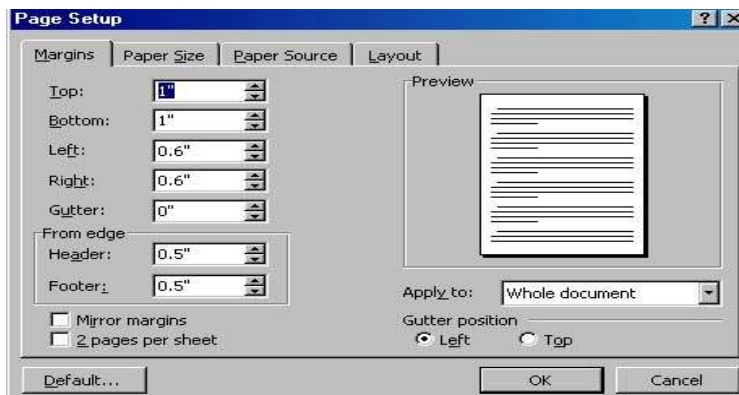 Page Setup
Margins Paper Size Paper Source Layout
Top: 1"
Bottom: 1"
Left: 0.6"
Right: 0.6"
Gutter: 0"
From edge
Header: 0.5"
Footer: 0.5"
Mirror margins
2 pages per sheet
Preview
Apply to: Whole document
Gutter position
Left Top
Default... OK Cancel